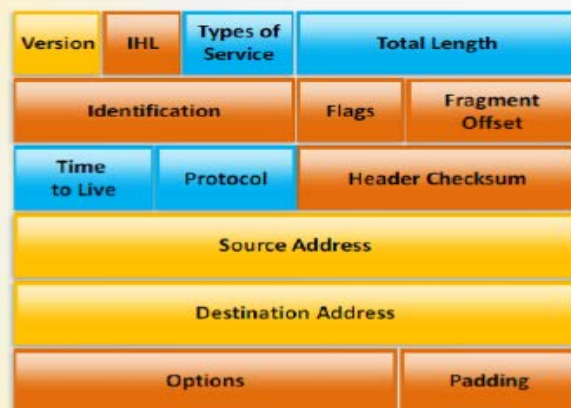 Version IHL Types of Service Total Length
Identification Flags Fragment Offset
Time to Live Protocol Header Checksum
Source Address
Destination Address
Options Padding